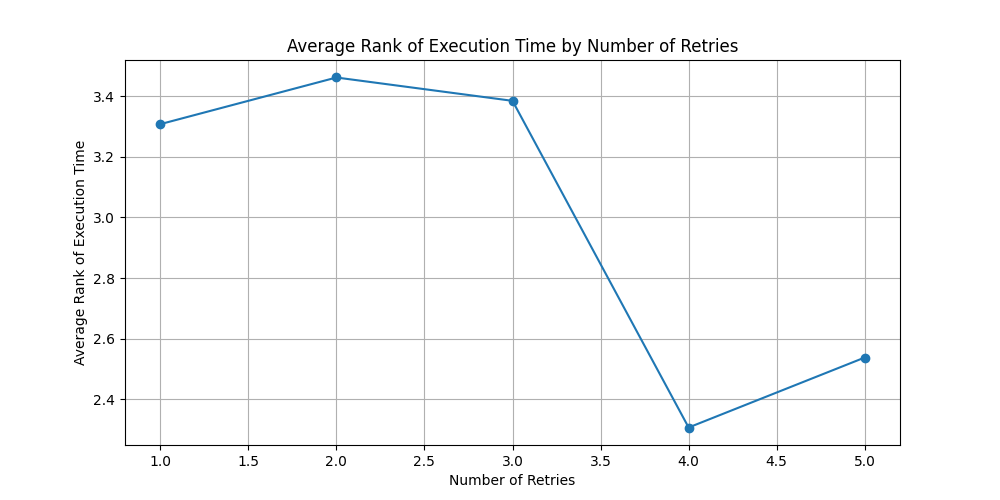 Average Rank of Execution Time by Number of Retries
Average Rank of Execution Time
3.4
3.2
3.0
2.8
2.6
2.4
1.0 1.5 2.0 2.5 3.0 3.5 4.0 4.5 5.0
Number of Retries